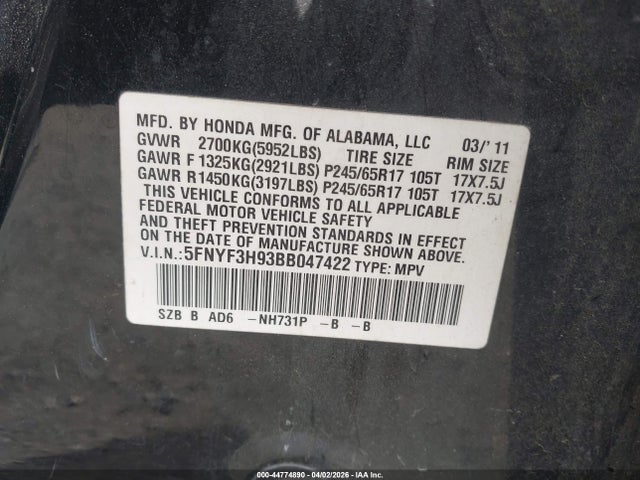 MFD. BY HONDA MFG. OF ALABAMA, LLC 03/'11
GVWR 2700KG(5952LBS) TIRE SIZE RIM SIZE
GAWR F 1325KG(2921LBS) P245/65R17 105T 17X7.5J
GAWR R1450KG(3197LBS) P245/65R17 105T 17X7.5J
THIS VEHICLE CONFORMS TO ALL APPLICABLE
FEDERAL MOTOR VEHICLE SAFETY
AND THEFT PREVENTION STANDARDS IN EFFECT
ON THE DATE OF MANUFACTURE SHOWN ABOVE.
V.I.N.:5FNYF3H93BB047422 TYPE: MPV
SZB B AD6 -NH731P -B -B
000-44774890 04/02/2026 IAA Inc.